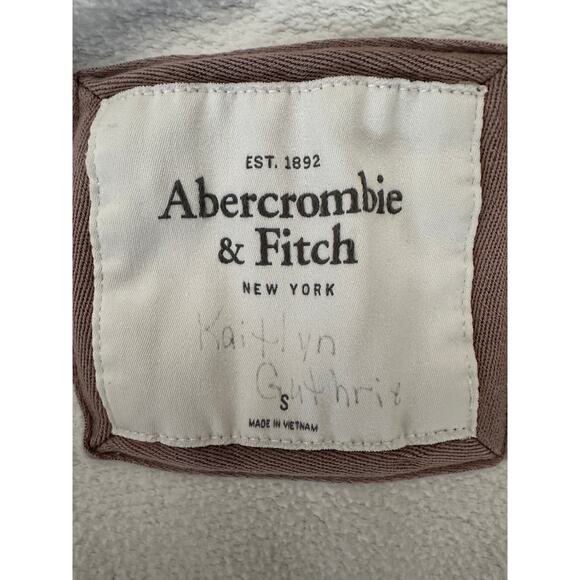 EST. 1892
Abercrombie
& Fitch
NEW YORK
Kaitlyn
Guthrie
S
MADE IN VIETNAM